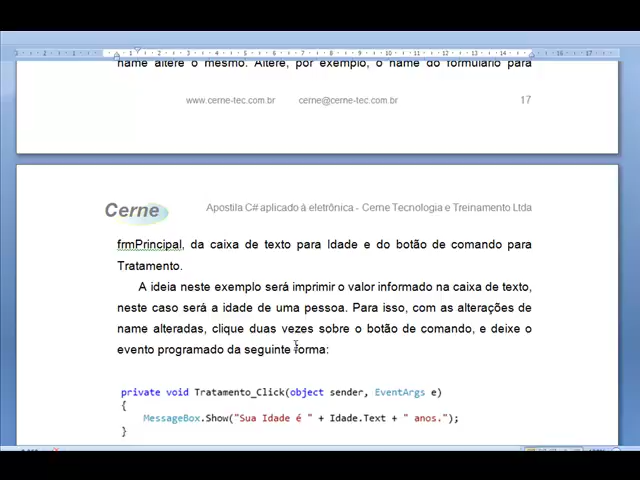 name altere o mesmo. Altere, por exemplo, o name do formulário para
www.cerne-tec.com.br cerne@cerne-tec.com.br 17
Cerne Apostila C# aplicado à eletrônica - Cerne Tecnologia e Treinamento Ltda
frmPrincipal, da caixa de texto para Idade e do botão de comando para
Tratamento.
A ideia neste exemplo será imprimir o valor informado na caixa de texto,
neste caso será a idade de uma pessoa. Para isso, com as alterações de
name alteradas, clique duas vezes sobre o botão de comando, e deixe o
evento programado da seguinte forma:
private void Tratamento_Click(object sender, EventArgs e)
{
MessageBox.Show("Sua Idade é " + Idade.Text + " anos.");
}